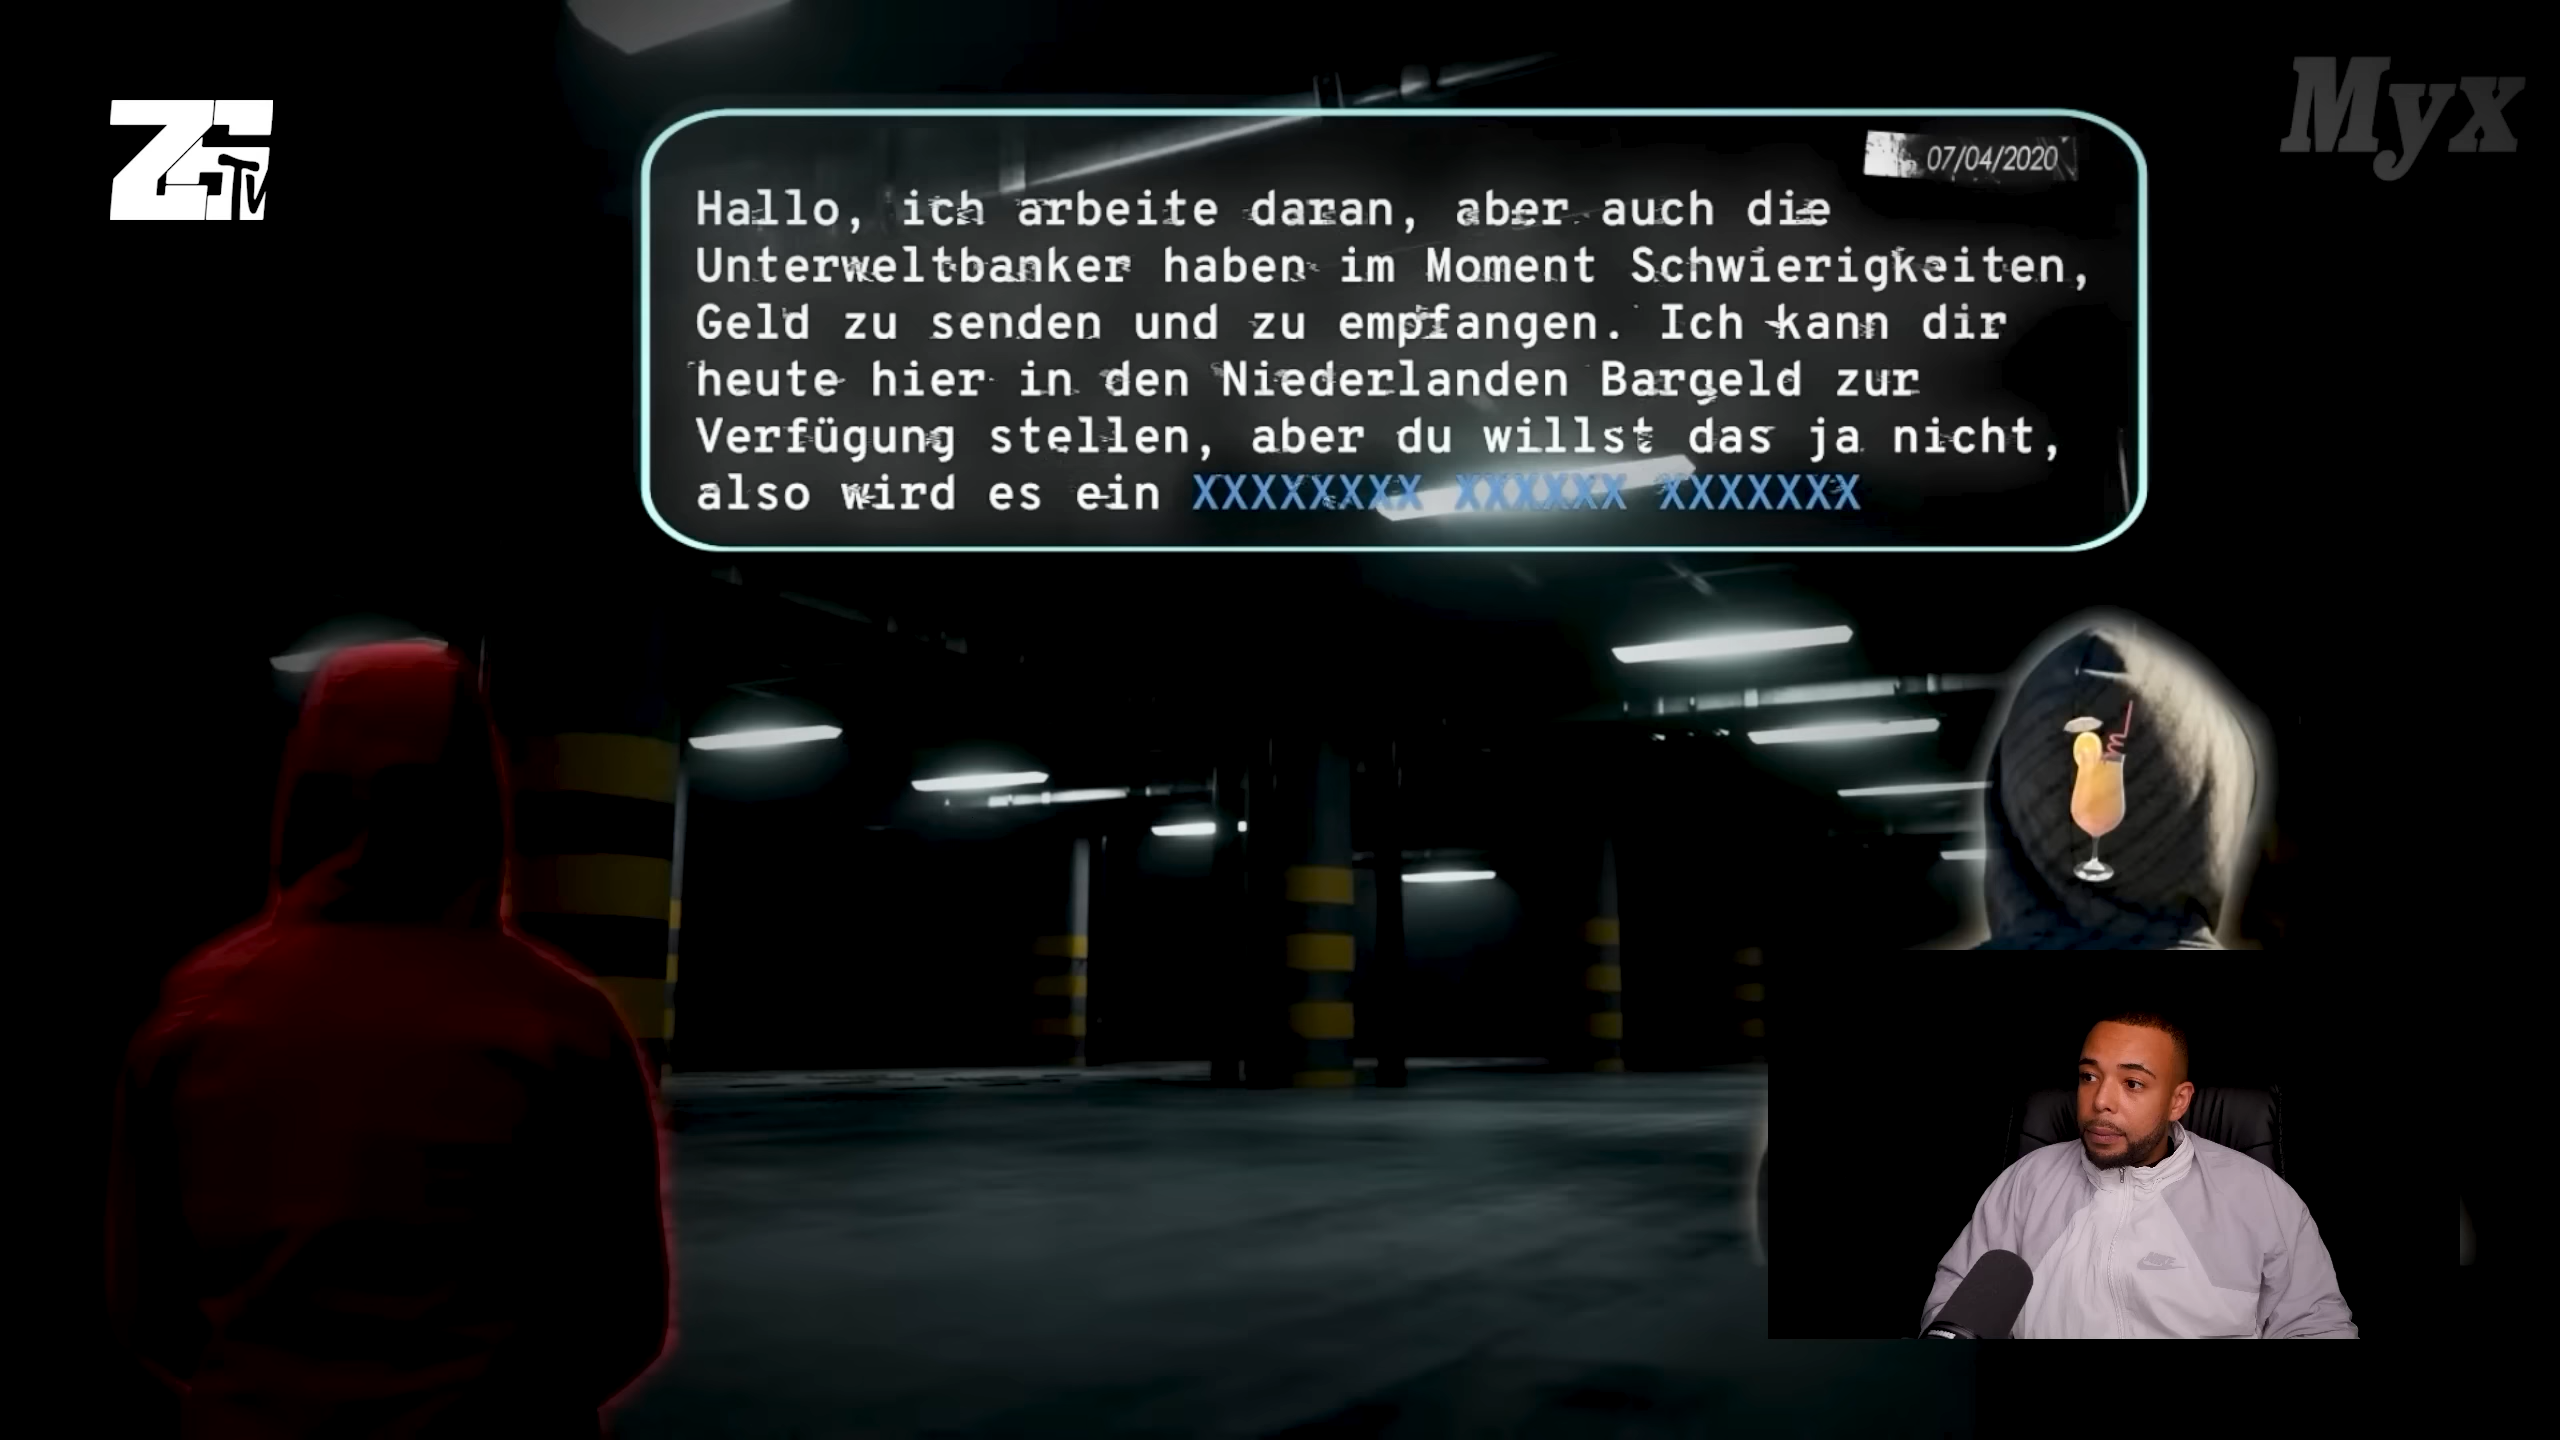 ZFTV
Myx
07/04/2020
Hallo, ich arbeite daran, aber auch die
Unterweltbanker haben im Moment Schwierigkeiten,
Geld zu senden und zu empfangen. Ich kann dir
heute hier in den Niederlanden Bargeld zur
Verfügung stellen, aber du willst das ja nicht,
also wird es ein XXXXXXXX XXXXXX XXXXXXX